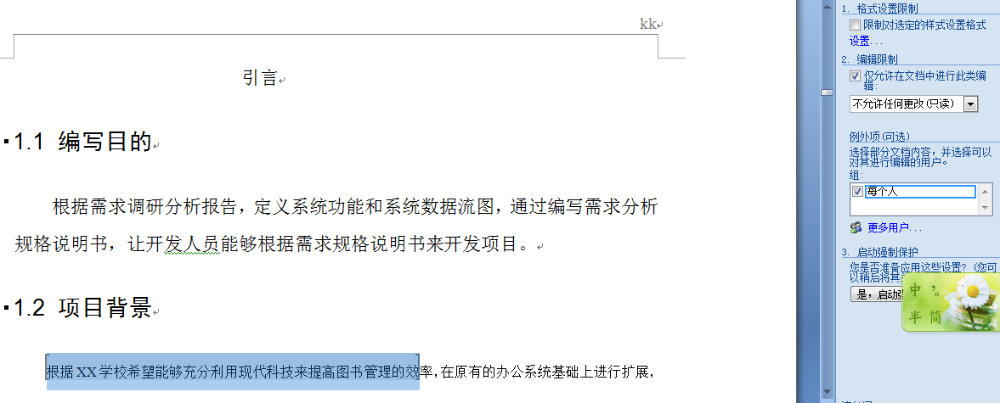 kk
引言
1.1 编写目的
根据需求调研分析报告，定义系统功能和系统数据流图，通过编写需求分析
规格说明书，让开发人员能够根据需求规格说明书来开发项目。
1.2 项目背景
根据 XX 学校希望能够充分利用现代科技来提高图书管理的效率，在原有的办公系统基础上进行扩展，
1. 格式设置限制
限制对选定的样式设置格式
设置...
2. 编辑限制
仅允许在文档中进行此类编
辑:
不允许任何更改(只读)
例外项(可选)
选择部分文档内容，并选择可以
对其进行编辑的用户。
组:
每个人
更多用户...
3. 启动强制保护
您是否准备应用这些设置? (您可
以稍后将其
是，启动
中 ’。
半 简